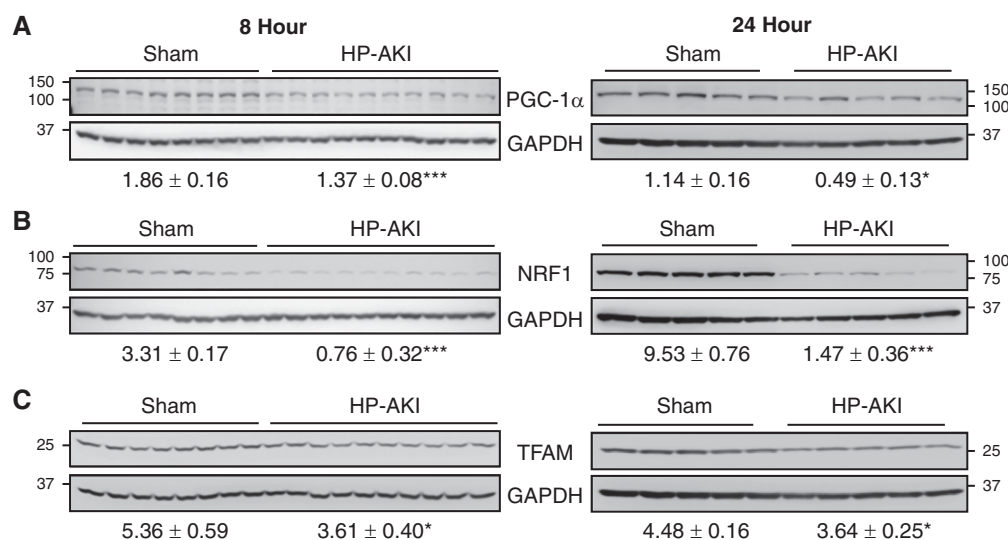 A
8 Hour
24 Hour
Sham HP-AKI Sham HP-AKI
150
100
PGC-1α
150
100
37
GAPDH
37
1.86 ± 0.16 1.37 ± 0.08*** 1.14 ± 0.16 0.49 ± 0.13*
B
Sham HP-AKI Sham HP-AKI
100
75
NRF1
100
75
37
GAPDH
37
3.31 ± 0.17 0.76 ± 0.32*** 9.53 ± 0.76 1.47 ± 0.36***
C
Sham HP-AKI Sham HP-AKI
25
TFAM
25
37
GAPDH
37
5.36 ± 0.59 3.61 ± 0.40* 4.48 ± 0.16 3.64 ± 0.25*